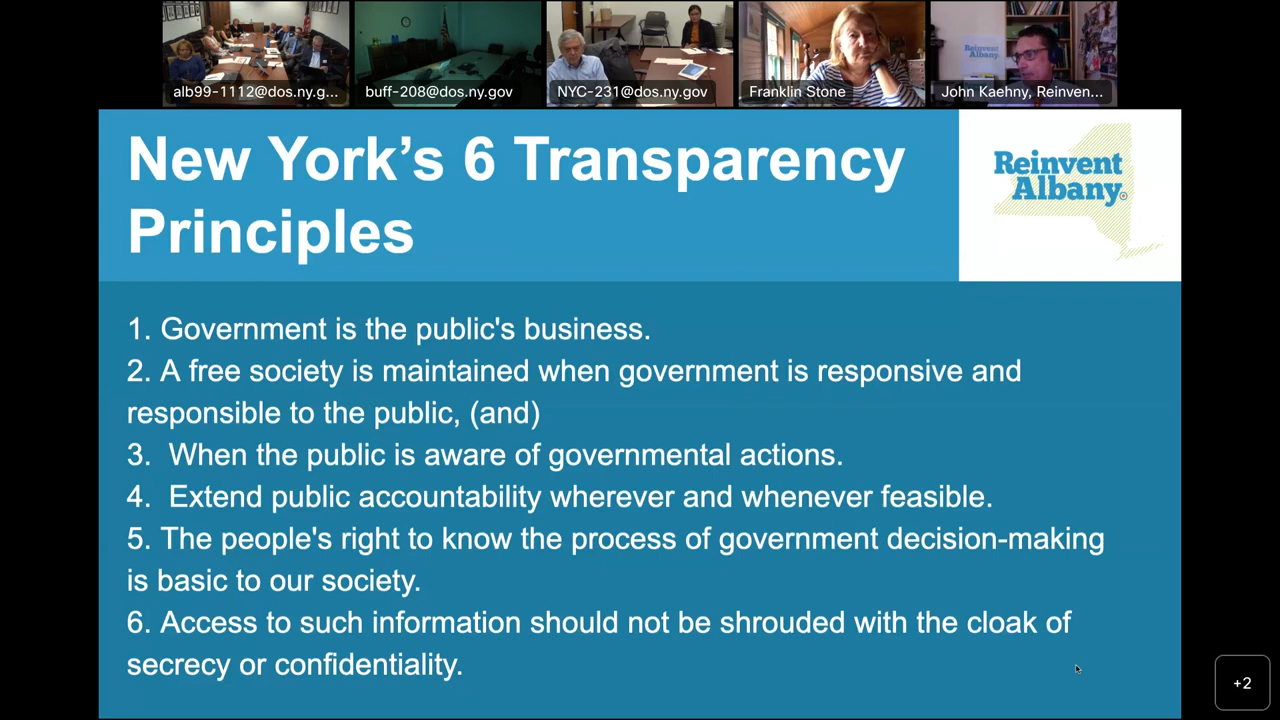 alb99-1112@dos.ny.g...
buff-208@dos.ny.gov
NYC-231@dos.ny.gov
Franklin Stone
John Kaehny, Reinven...
New York’s 6 Transparency
Principles
Reinvent
Albany
Reinvent
Albany
1. Government is the public's business.
2. A free society is maintained when government is responsive and
responsible to the public, (and)
3.  When the public is aware of governmental actions.
4.  Extend public accountability wherever and whenever feasible.
5. The people's right to know the process of government decision-making
is basic to our society.
6. Access to such information should not be shrouded with the cloak of
secrecy or confidentiality.
+2